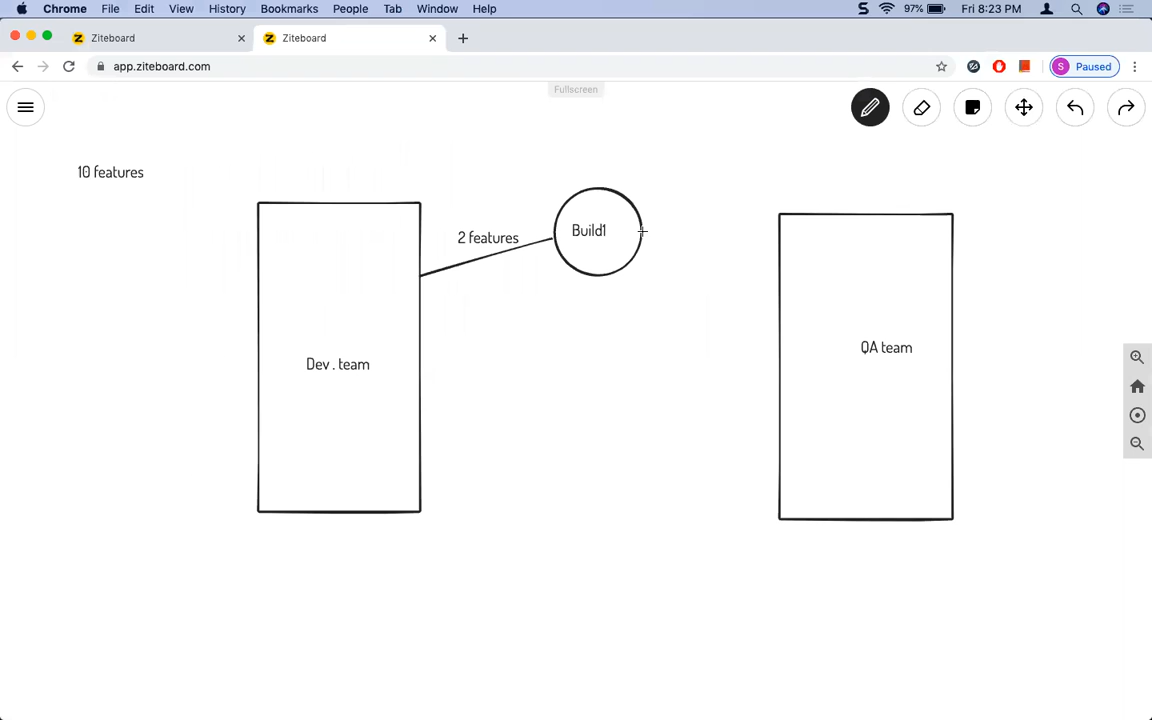 Chrome File Edit View History Bookmarks People Tab Window Help 97% Fri 8:23 PM
Ziteboard Ziteboard
app.ziteboard.com S Paused
Fullscreen
10 features
2 features
Build1
Dev . team
QA team